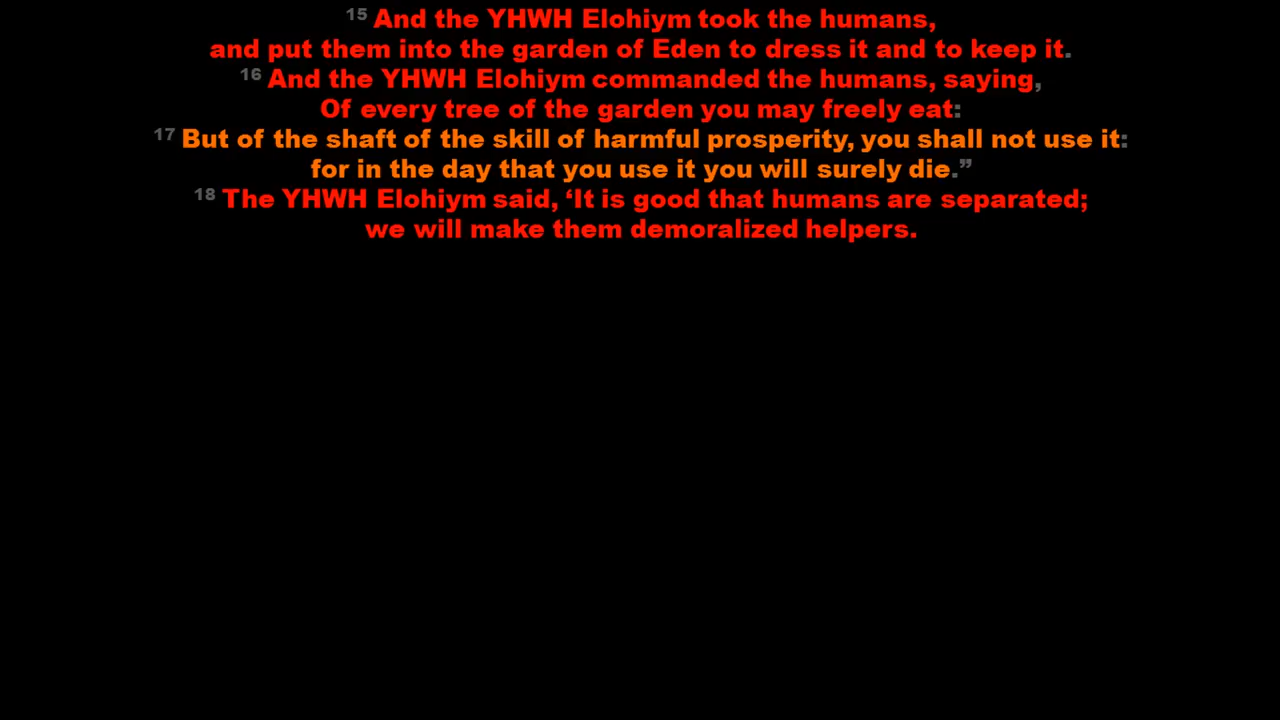 15 And the YHWH Elohiym took the humans,
and put them into the garden of Eden to dress it and to keep it.
16 And the YHWH Elohiym commanded the humans, saying,
Of every tree of the garden you may freely eat:
17 But of the shaft of the skill of harmful prosperity, you shall not use it:
for in the day that you use it you will surely die.”
18 The YHWH Elohiym said, ‘It is good that humans are separated;
we will make them demoralized helpers.